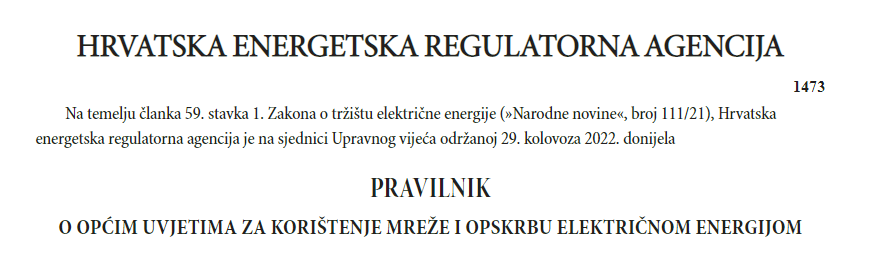 HRVATSKA ENERGETSKA REGULATORNA AGENCIJA
1473
Na temelju članka 59. stavka 1. Zakona o tržištu električne energije (»Narodne novine«, broj 111/21), Hrvatska
energetska regulatorna agencija je na sjednici Upravnog vijeća održanoj 29. kolovoza 2022. donijela
PRAVILNIK
O OPĆIM UVJETIMA ZA KORIŠTENJE MREŽE I OPSKRBU ELEKTRIČNOM ENERGIJOM